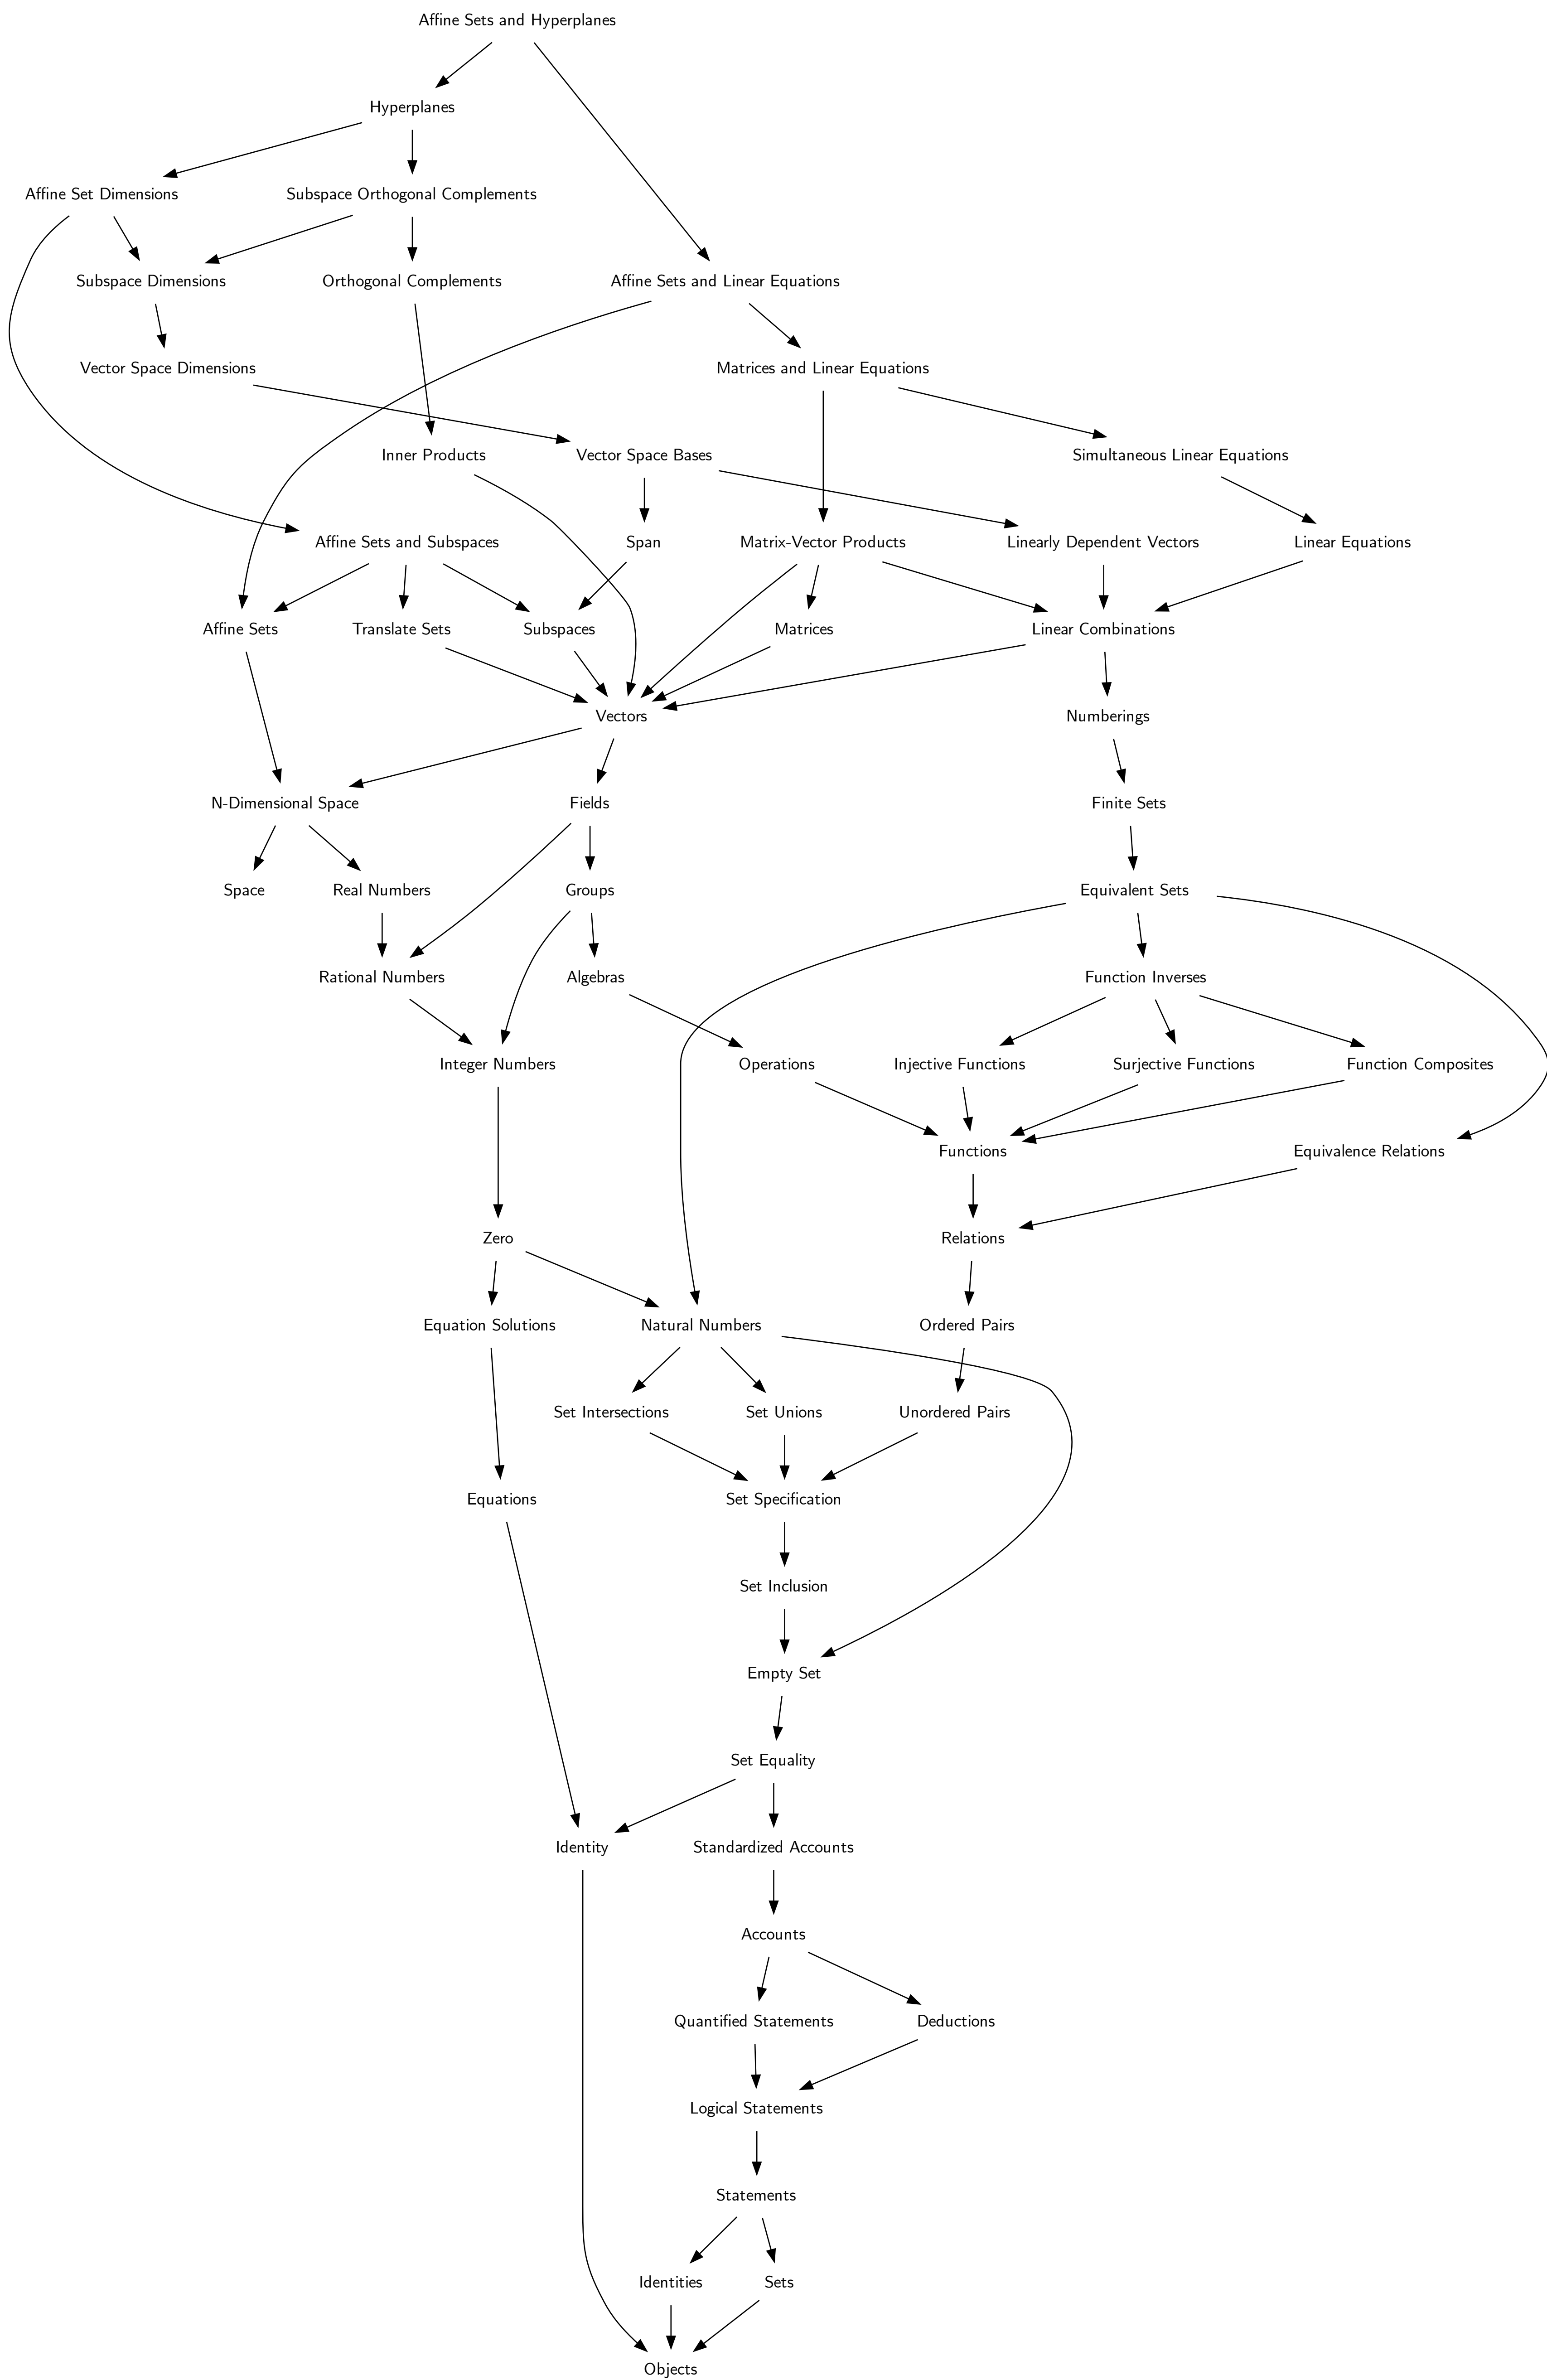 Affine Sets and Hyperplanes
Hyperplanes
Affine Set Dimensions
Subspace Orthogonal Complements
Subspace Dimensions
Orthogonal Complements
Affine Sets and Linear Equations
Vector Space Dimensions
Matrices and Linear Equations
Inner Products
Vector Space Bases
Simultaneous Linear Equations
Affine Sets and Subspaces
Span
Matrix-Vector Products
Linearly Dependent Vectors
Linear Equations
Affine Sets
Translate Sets
Subspaces
Matrices
Linear Combinations
Vectors
Numberings
N-Dimensional Space
Fields
Finite Sets
Space
Real Numbers
Groups
Equivalent Sets
Rational Numbers
Algebras
Function Inverses
Integer Numbers
Operations
Injective Functions
Surjective Functions
Function Composites
Functions
Equivalence Relations
Zero
Relations
Equation Solutions
Natural Numbers
Ordered Pairs
Set Intersections
Set Unions
Unordered Pairs
Equations
Set Specification
Set Inclusion
Empty Set
Set Equality
Identity
Standardized Accounts
Accounts
Quantified Statements
Deductions
Logical Statements
Statements
Identities
Sets
Objects